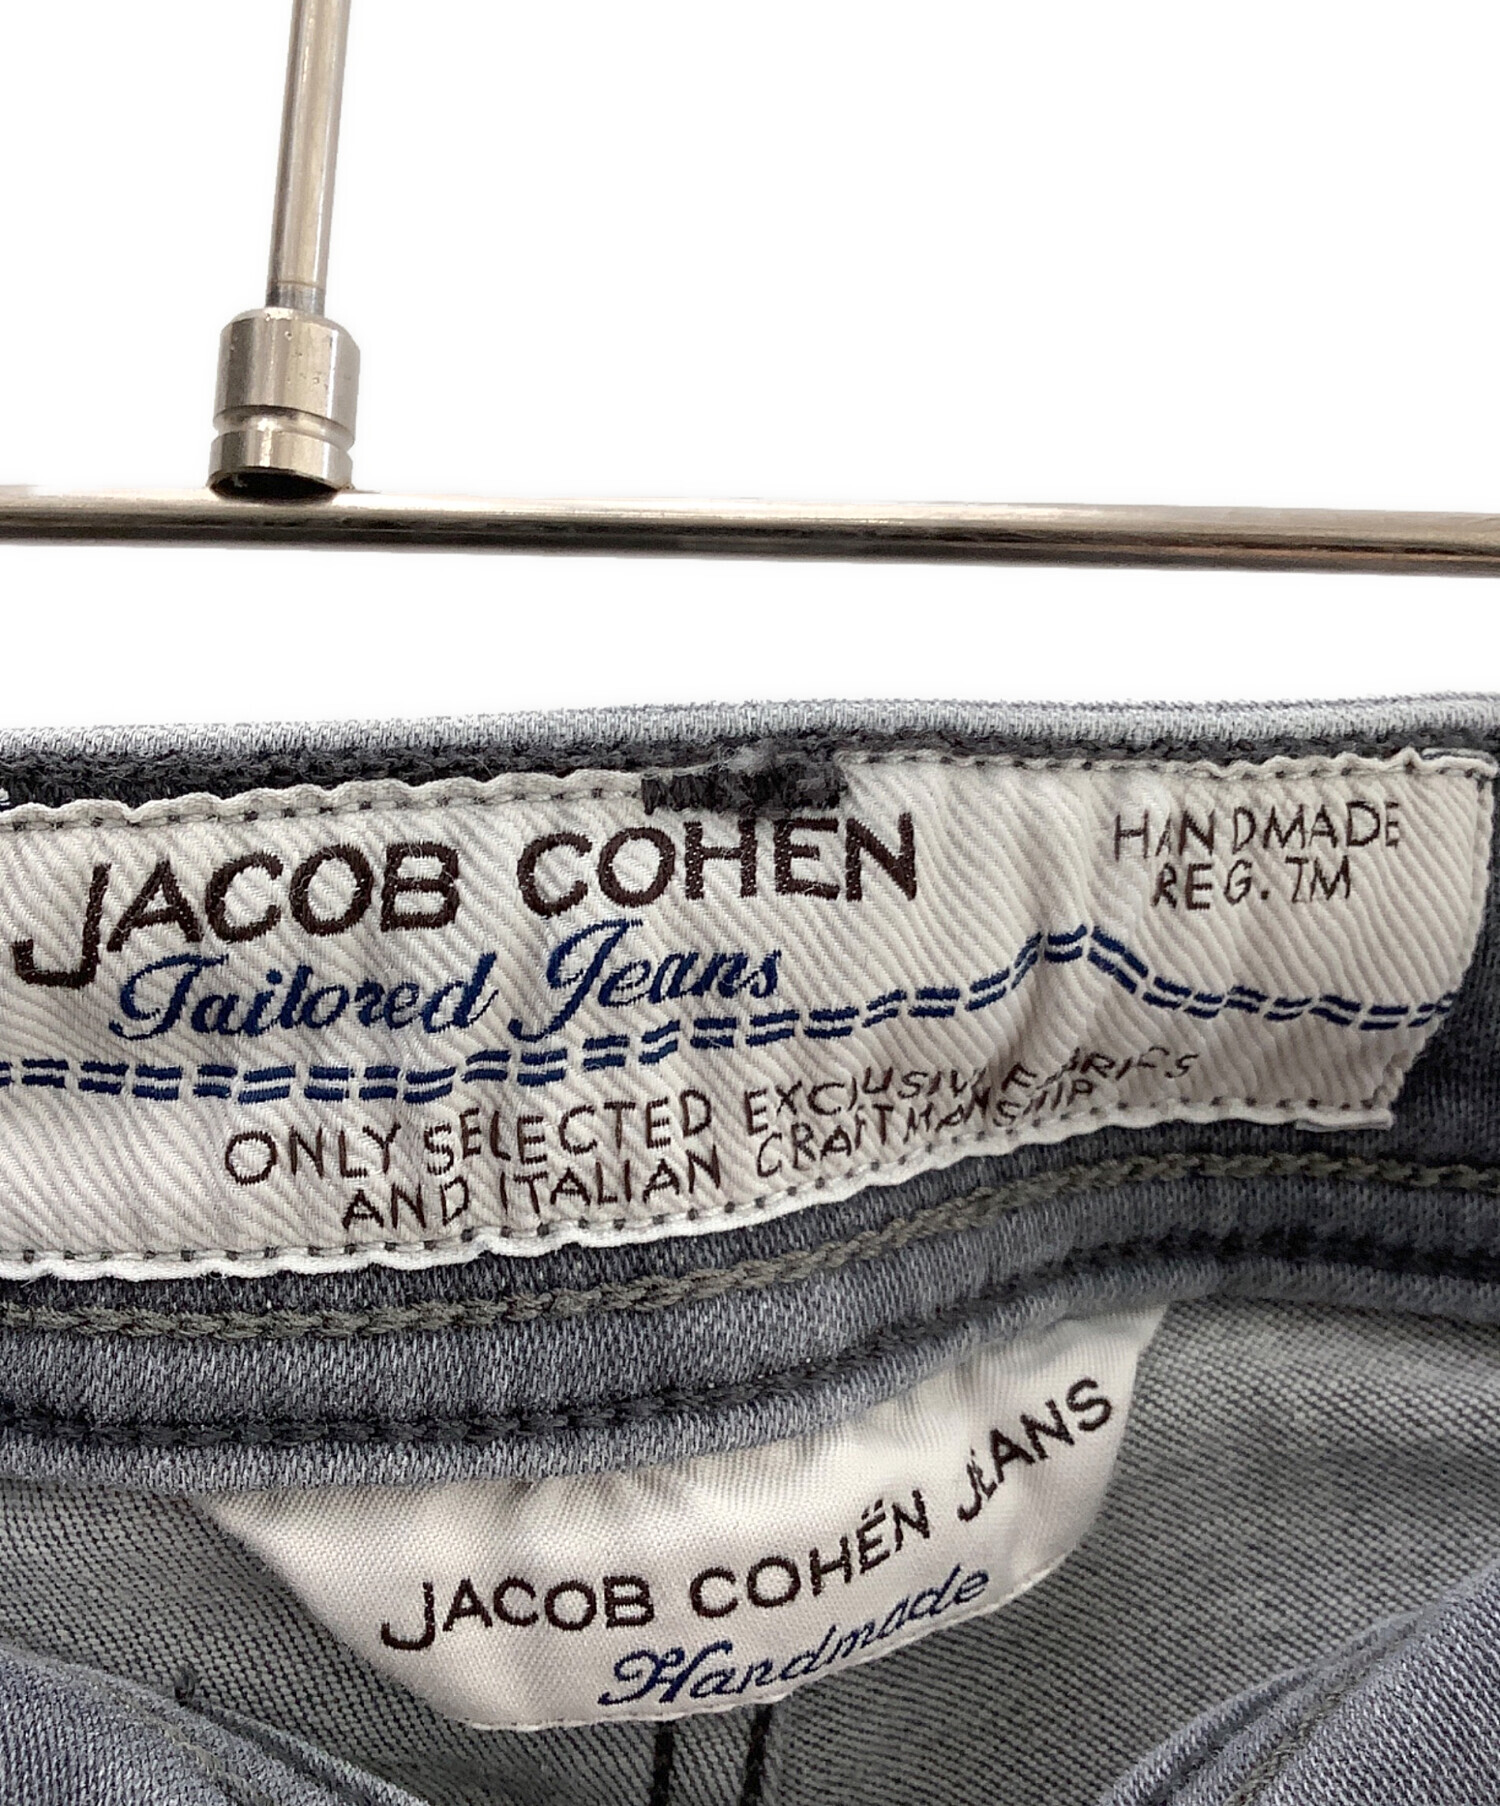 JACOB COHEN
Tailored Jeans
HANDMADE
REG. TM
ONLY SELECTED EXCLUSIVE FABRICS
AND ITALIAN CRAFTMANSHIP
JACOB COHËN JEANS
Handmade